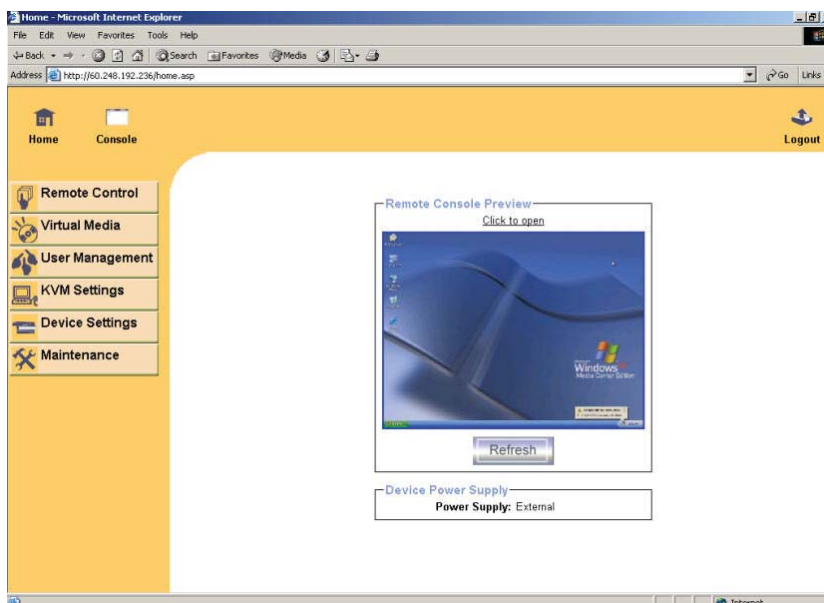 Home - Microsoft Internet Explorer
File Edit View Favorites Tools Help
Back Search Favorites Media
Address http://60.248.192.236/home.asp Go Links
Home Console Logout
Remote Control
Virtual Media
User Management
KVM Settings
Device Settings
Maintenance
Remote Console Preview
Click to open
Windows
Media Center Edition
Refresh
Device Power Supply
Power Supply: External
Internet